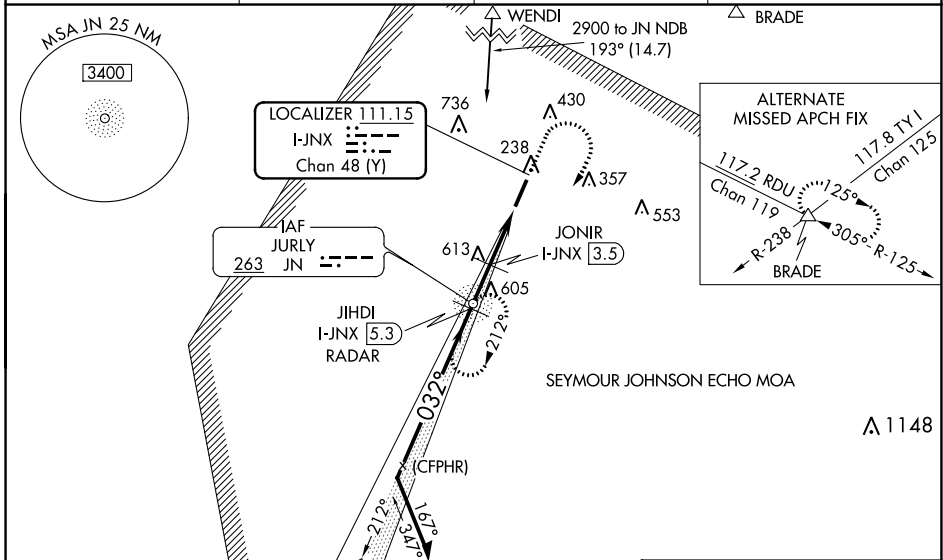 MSA JN 25 NM
3400
WENDI
2900 to JN NDB
193° (14.7)
BRADE
LOCALIZER 111.15
I-JNX
Chan 48 (Y)
736
430
238
357
553
ALTERNATE
MISSED APCH FIX
117.8 TYI
Chan 125
117.2 RDU
Chan 119
125°
305°
R-125
R-238
BRADE
IAF
JURLY
263 JN
613
JONIR
I-JNX 3.5
605
JIHDI
I-JNX 5.3
RADAR
212°
032°
SEYMOUR JOHNSON ECHO MOA
1148
(CFPHR)
212°
347°
167°